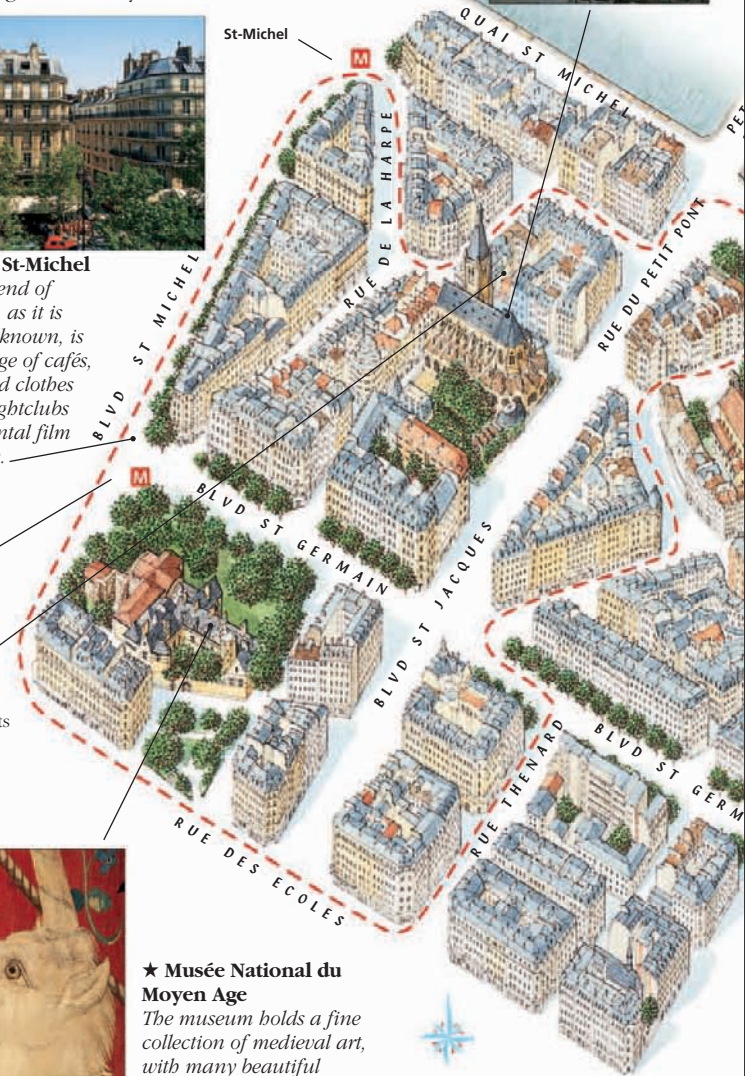 St-Michel
M
QUAI ST MICHEL
RUE DE LA HARPE
St-Michel
end of
as it is
known, is
ge of cafés,
d clothes
ghtclubs
ntal film
.
BLVD ST MICHEL
RUE DU PETIT PONT
PET
M
BLVD ST GERMAIN
BLVD ST JACQUES
ts
BLVD ST GERM
RUE THENARD
RUE DES ECOLES
★ Musée National du
Moyen Age
The museum holds a fine
collection of medieval art,
with many beautiful